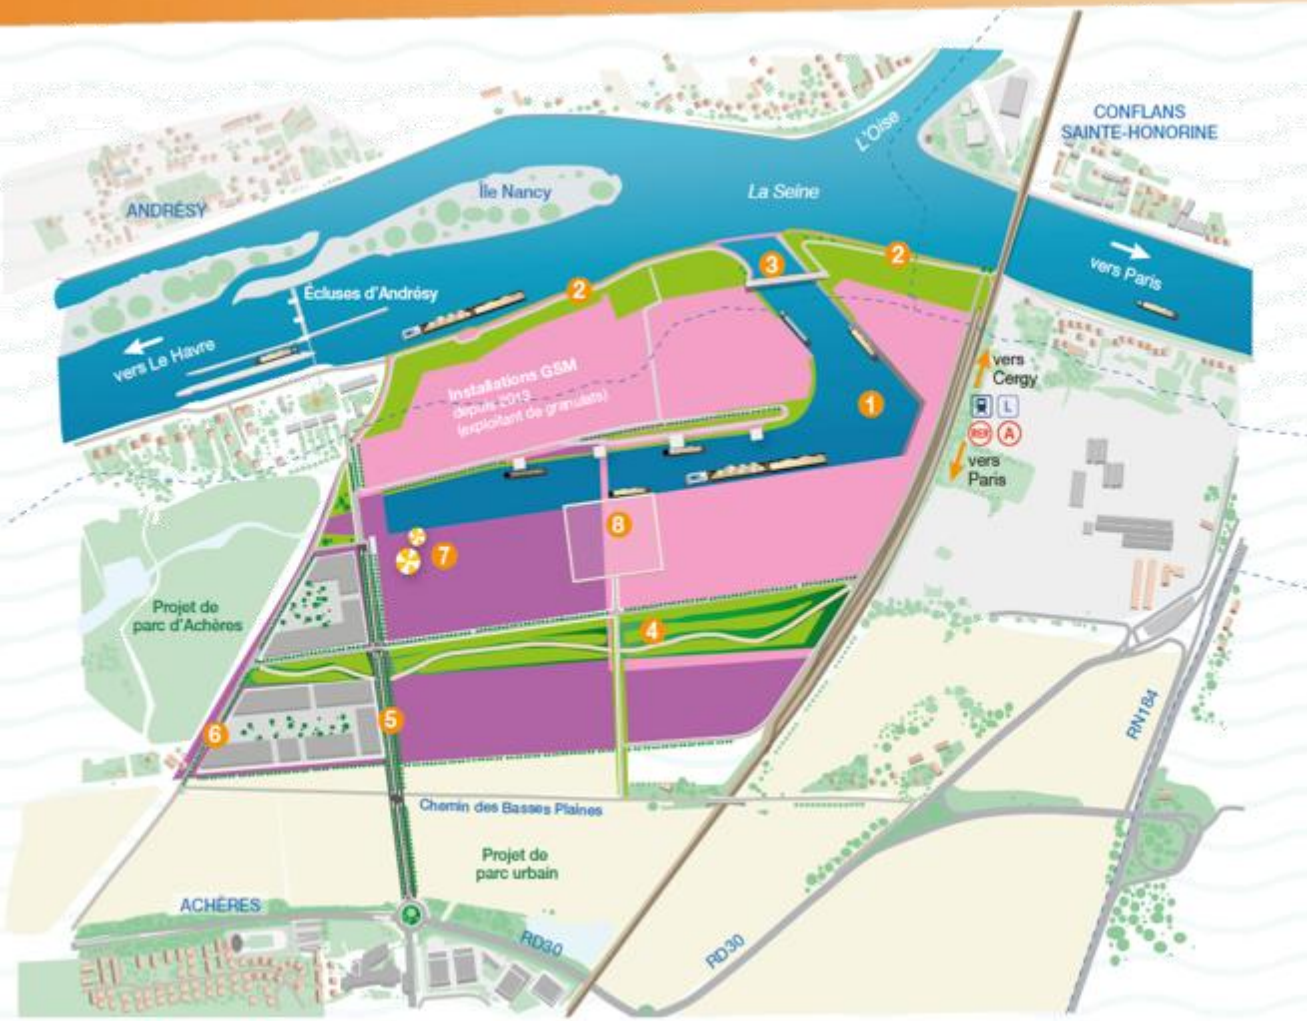 CONFLANS
SAINTE-HONORINE
L'Oise
Île Nancy
La Seine
ANDRÉSY
2
3
vers Paris
Écluses d'Andrésy
2
vers Le Havre
vers
Cergy
Installations GSM
depuis 2013
(exploitant de granulats)
1
L
RER
A
vers
Paris
8
7
Projet de
parc d'Achères
4
5
6
RN184
Chemin des Basses Plaines
Projet de
parc urbain
ACHÈRES
RD30
RD30